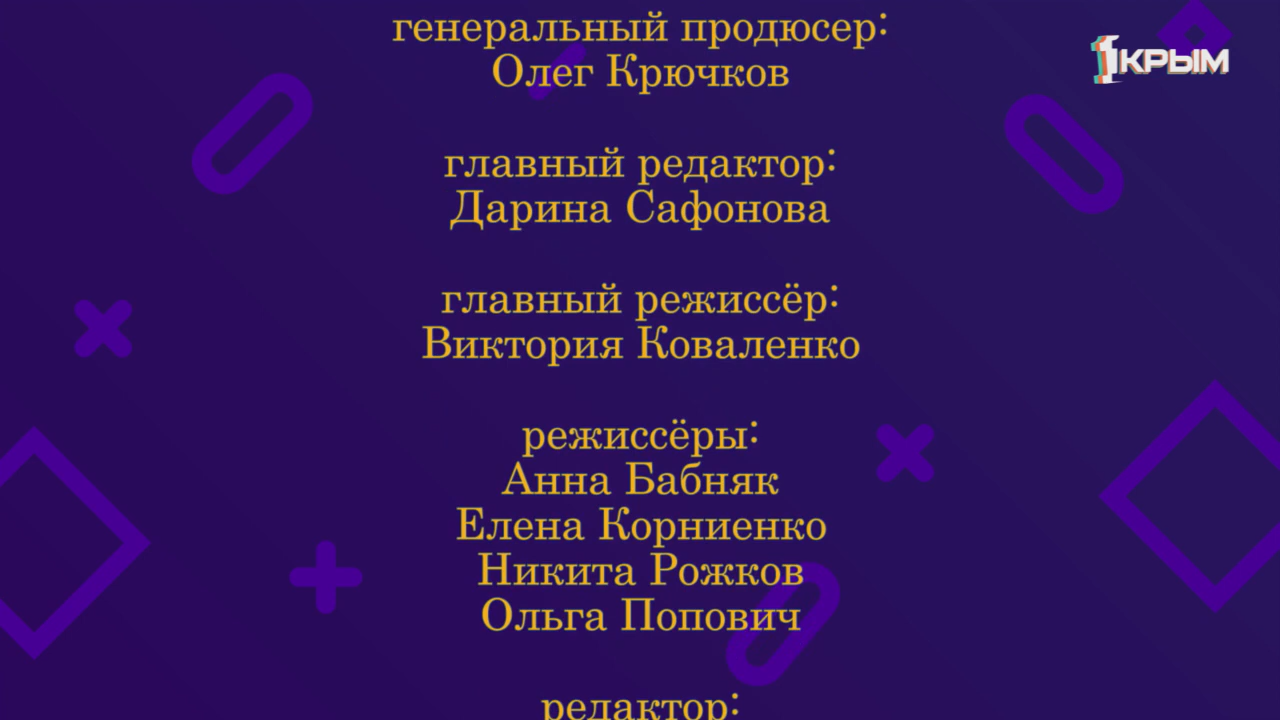 генеральный продюсер:
Олег Крючков
1КРЫМ
главный редактор:
Дарина Сафонова
главный режиссёр:
Виктория Коваленко
режиссёры:
Анна Бабняк
Елена Корниенко
Никита Рожков
Ольга Попович
редактор: